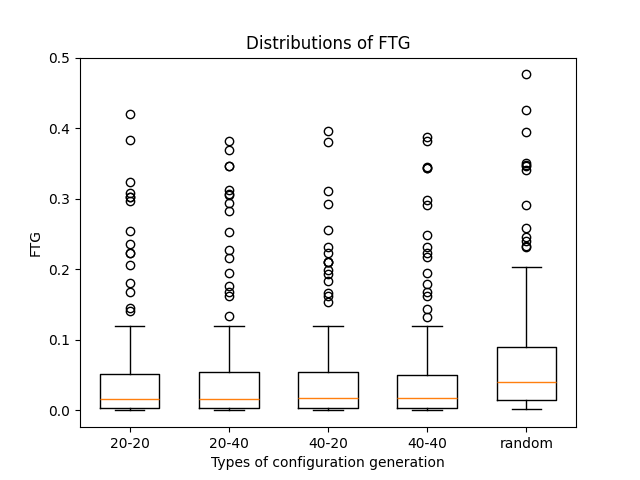 Distributions of FTG
0.5
0.4
0.3
0.2
0.1
0.0
FTG
20-20 20-40 40-20 40-40 random
Types of configuration generation